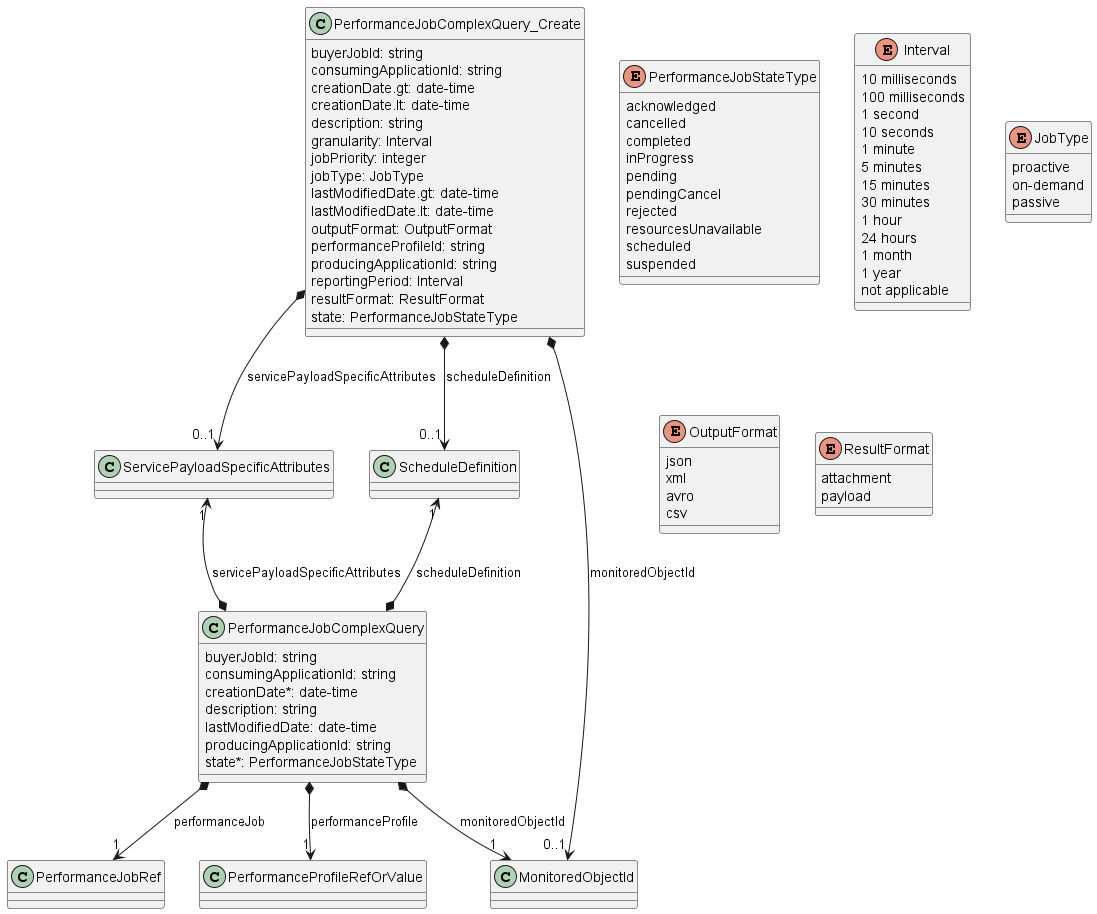 C PerformanceJobComplexQuery_Create
buyerJobId: string
consumingApplicationId: string
creationDate.gt: date-time
creationDate.lt: date-time
description: string
granularity: Interval
jobPriority: integer
jobType: JobType
lastModifiedDate.gt: date-time
lastModifiedDate.lt: date-time
outputFormat: OutputFormat
performanceProfileId: string
producingApplicationId: string
reportingPeriod: Interval
resultFormat: ResultFormat
state: PerformanceJobStateType
E PerformanceJobStateType
acknowledged
cancelled
completed
inProgress
pending
pendingCancel
rejected
resourcesUnavailable
scheduled
suspended
E Interval
10 milliseconds
100 milliseconds
1 second
10 seconds
1 minute
5 minutes
15 minutes
30 minutes
1 hour
24 hours
1 month
1 year
not applicable
E JobType
proactive
on-demand
passive
servicePayloadSpecificAttributes
scheduleDefinition
0..1
0..1
C ServicePayloadSpecificAttributes
C ScheduleDefinition
E OutputFormat
json
xml
avro
csv
E ResultFormat
attachment
payload
1
1
servicePayloadSpecificAttributes
scheduleDefinition
monitoredObjectId
C PerformanceJobComplexQuery
buyerJobId: string
consumingApplicationId: string
creationDate*: date-time
description: string
lastModifiedDate: date-time
producingApplicationId: string
state*: PerformanceJobStateType
performanceJob
performanceProfile
monitoredObjectId
1
1
1
0..1
C PerformanceJobRef
C PerformanceProfileRefOrValue
C MonitoredObjectId